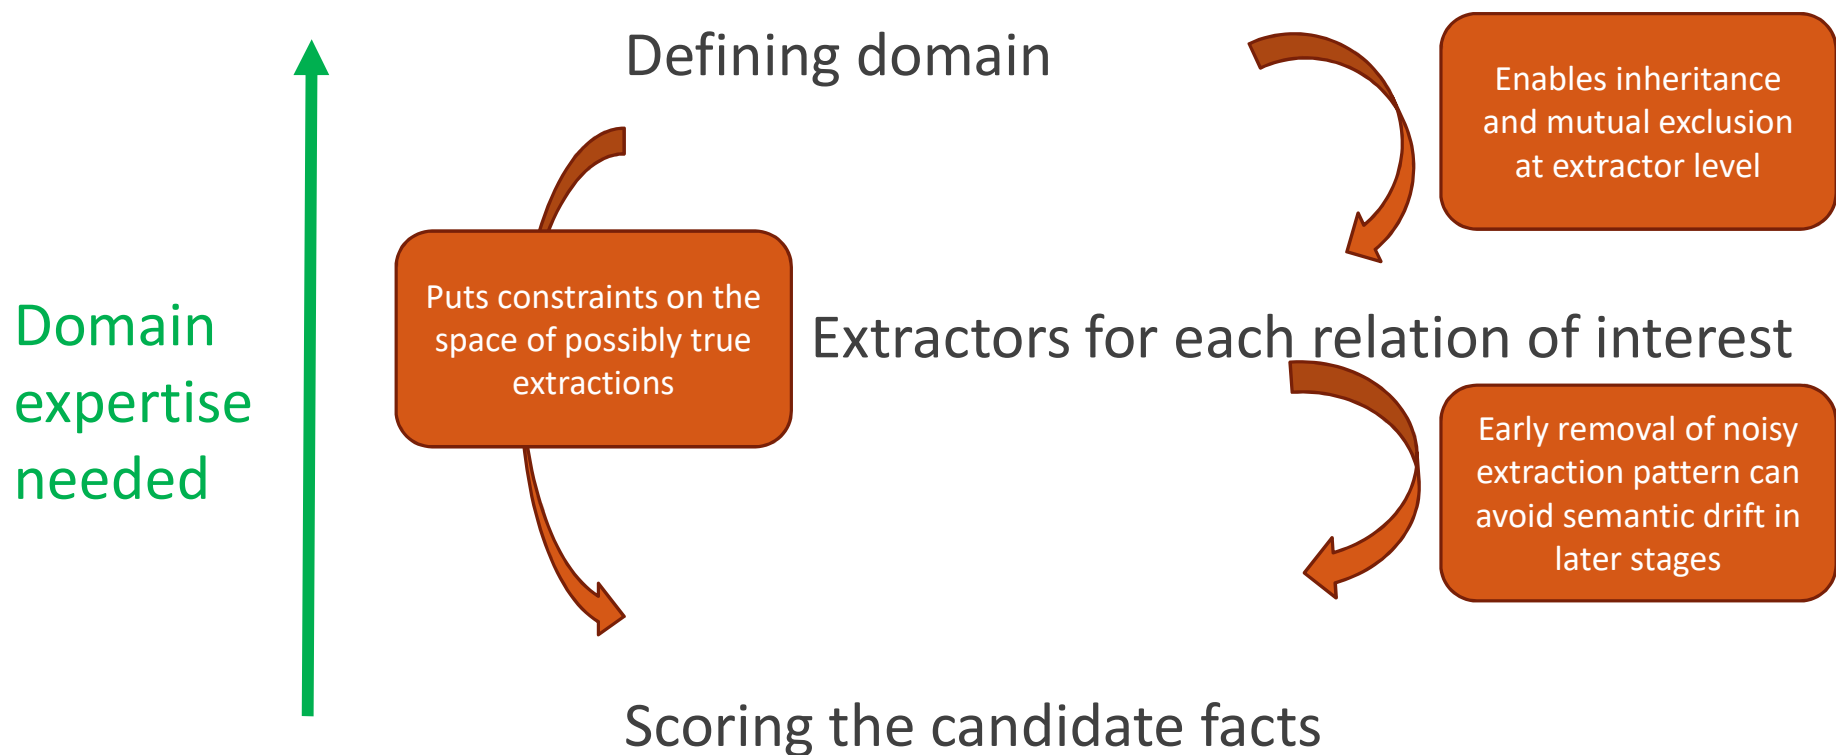 Defining domain
Enables inheritance
and mutual exclusion
at extractor level
Puts constraints on the
space of possibly true
extractions
Extractors for each relation of interest
Domain
expertise
needed
Early removal of noisy
extraction pattern can
avoid semantic drift in
later stages
Scoring the candidate facts